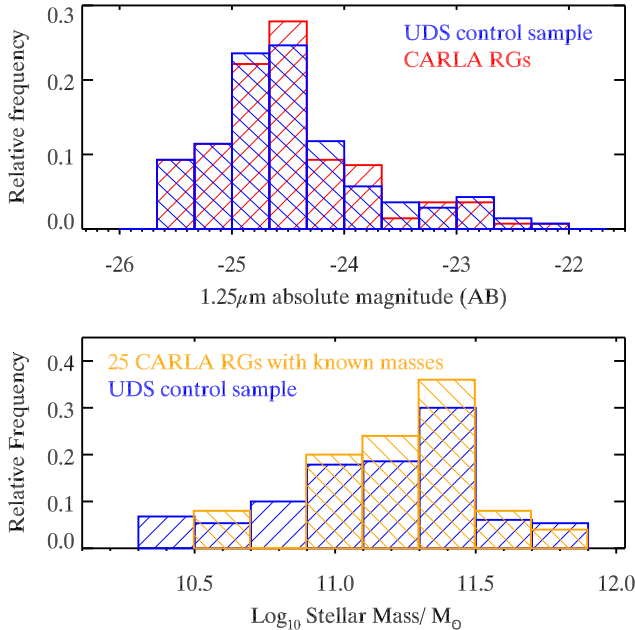 0.3
0.2
0.1
0.0
Relative frequency
UDS control sample
CARLA RGs
-26 -25 -24 -23 -22
1.25μm absolute magnitude (AB)
0.4
0.3
0.2
0.1
0.0
Relative Frequency
25 CARLA RGs with known masses
UDS control sample
10.5 11.0 11.5 12.0
Log₁₀ Stellar Mass/ M⊙